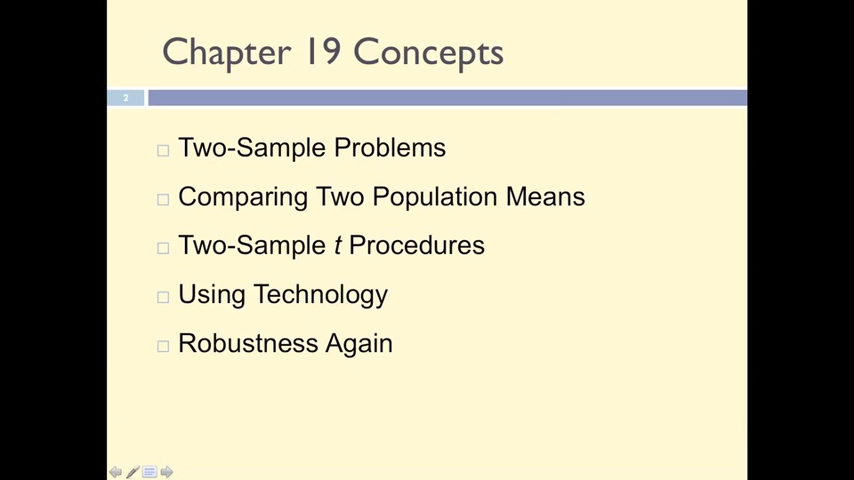 Chapter 19 Concepts
2
Two-Sample Problems
Comparing Two Population Means
Two-Sample t Procedures
Using Technology
Robustness Again